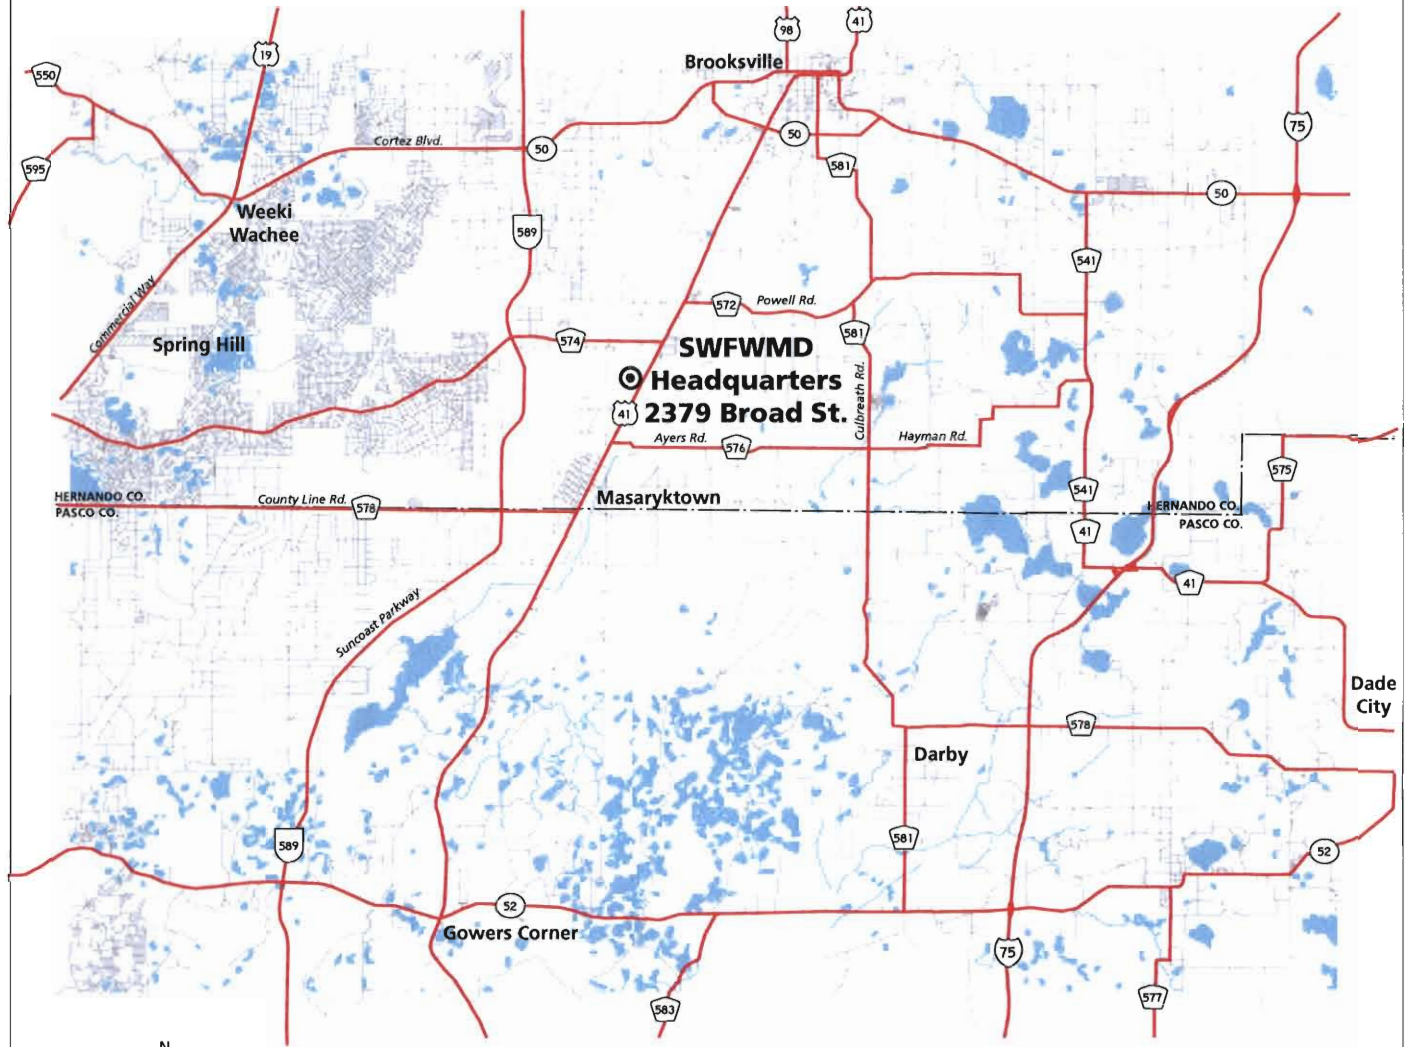 98
41
19
Brooksville
550
75
50
Cortez Blvd.
50
595
581
50
Weeki
Wachee
589
541
Commercial Way
572
Powell Rd.
581
574
Spring Hill
SWFWMD
Headquarters
2379 Broad St.
Culbreath Rd.
41
Ayers Rd.
576
Hayman Rd.
575
HERNANDO CO.
PASCO CO.
County Line Rd.
578
Masaryktown
541
HERNANDO CO.
PASCO CO.
41
41
Suncoast Parkway
Dade
City
578
Darby
589
581
52
52
Gowers Corner
75
577
583
N